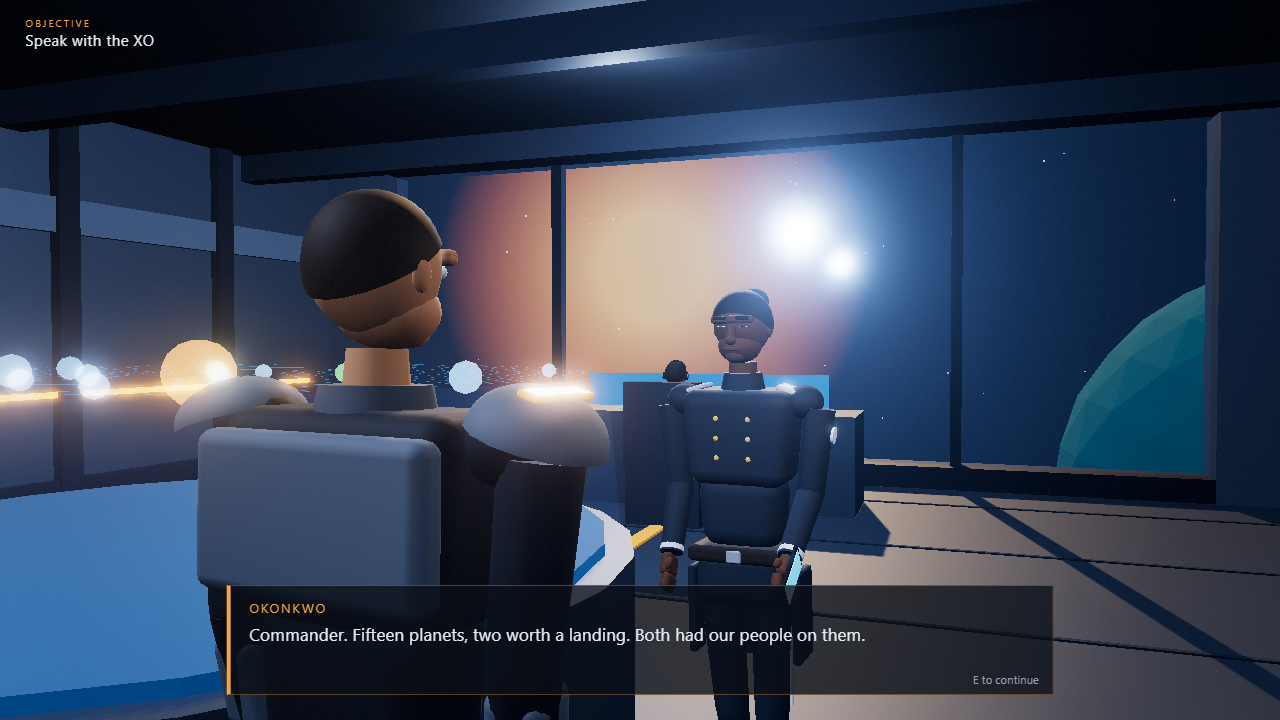 OBJECTIVE
Speak with the XO
OKONKWO
Commander. Fifteen planets, two worth a landing. Both had our people on them.
E to continue